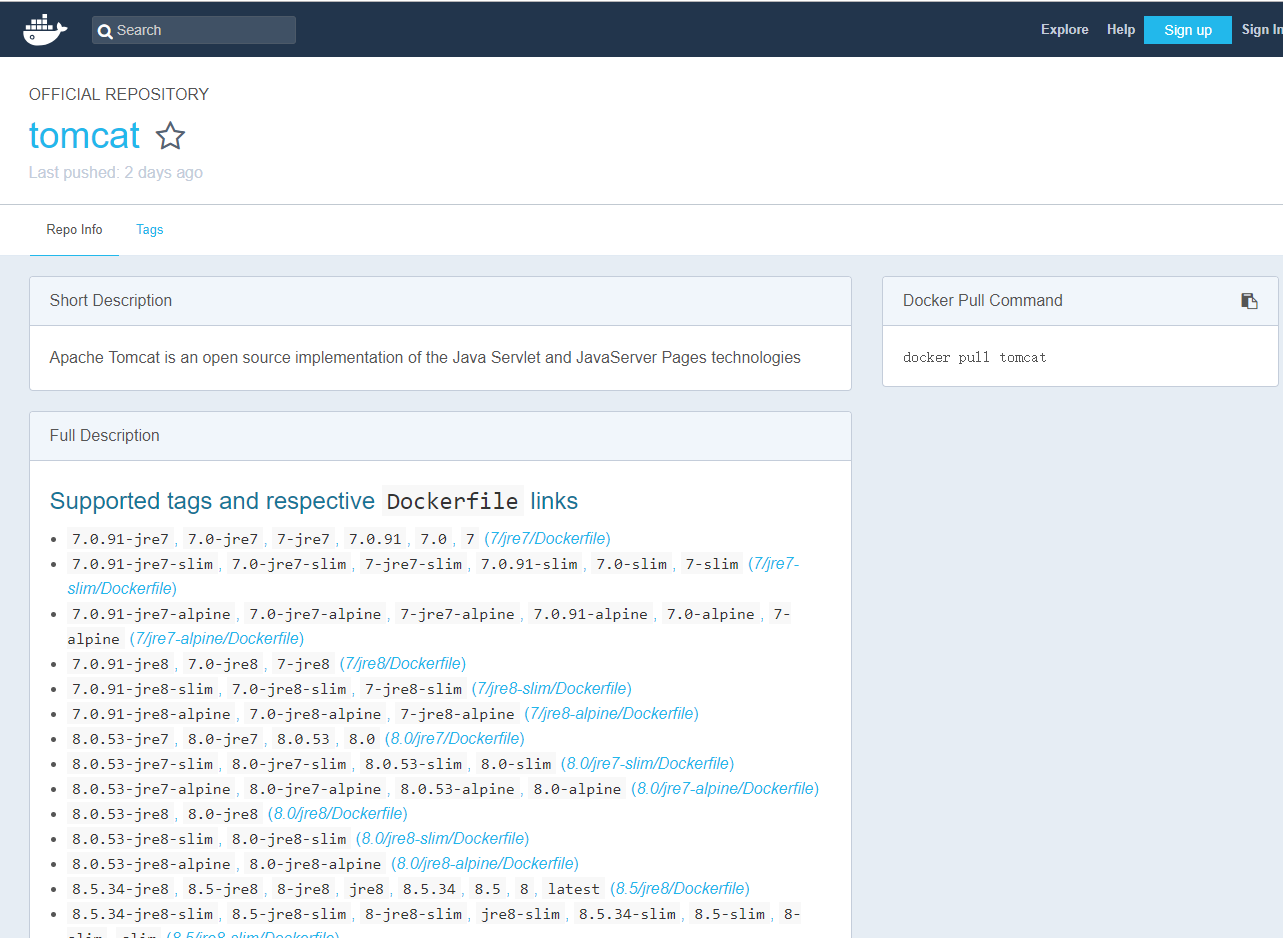 Search
Explore Help Sign up Sign In
OFFICIAL REPOSITORY
tomcat
Last pushed: 2 days ago
Repo Info Tags
Short Description
Apache Tomcat is an open source implementation of the Java Servlet and JavaServer Pages technologies
Docker Pull Command
docker pull tomcat
Full Description
Supported tags and respective Dockerfile links
7.0.91-jre7, 7.0-jre7, 7-jre7, 7.0.91, 7.0, 7 (7/jre7/Dockerfile)
7.0.91-jre7-slim, 7.0-jre7-slim, 7-jre7-slim, 7.0.91-slim, 7.0-slim, 7-slim (7/jre7-
slim/Dockerfile)
7.0.91-jre7-alpine, 7.0-jre7-alpine, 7-jre7-alpine, 7.0.91-alpine, 7.0-alpine, 7-
alpine (7/jre7-alpine/Dockerfile)
7.0.91-jre8, 7.0-jre8, 7-jre8 (7/jre8/Dockerfile)
7.0.91-jre8-slim, 7.0-jre8-slim, 7-jre8-slim (7/jre8-slim/Dockerfile)
7.0.91-jre8-alpine, 7.0-jre8-alpine, 7-jre8-alpine (7/jre8-alpine/Dockerfile)
8.0.53-jre7, 8.0-jre7, 8.0.53, 8.0 (8.0/jre7/Dockerfile)
8.0.53-jre7-slim, 8.0-jre7-slim, 8.0.53-slim, 8.0-slim (8.0/jre7-slim/Dockerfile)
8.0.53-jre7-alpine, 8.0-jre7-alpine, 8.0.53-alpine, 8.0-alpine (8.0/jre7-alpine/Dockerfile)
8.0.53-jre8, 8.0-jre8 (8.0/jre8/Dockerfile)
8.0.53-jre8-slim, 8.0-jre8-slim (8.0/jre8-slim/Dockerfile)
8.0.53-jre8-alpine, 8.0-jre8-alpine (8.0/jre8-alpine/Dockerfile)
8.5.34-jre8, 8.5-jre8, 8-jre8, jre8, 8.5.34, 8.5, 8, latest (8.5/jre8/Dockerfile)
8.5.34-jre8-slim, 8.5-jre8-slim, 8-jre8-slim, jre8-slim, 8.5.34-slim, 8.5-slim, 8-
slim, slim (8.5/jre8-slim/Dockerfile)